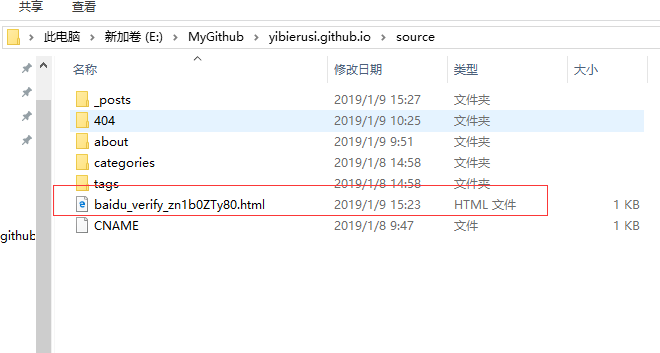 共享 查看
此电脑 新加卷 (E:) MyGithub yibierusi.github.io source
名称 修改日期 类型 大小
_posts 2019/1/9 15:27 文件夹
404 2019/1/9 10:25 文件夹
about 2019/1/9 9:51 文件夹
categories 2019/1/8 14:58 文件夹
tags 2019/1/8 14:58 文件夹
baidu_verify_zn1b0ZTy80.html 2019/1/9 15:23 HTML 文件 1 KB
CNAME 2019/1/8 9:47 文件 1 KB
github